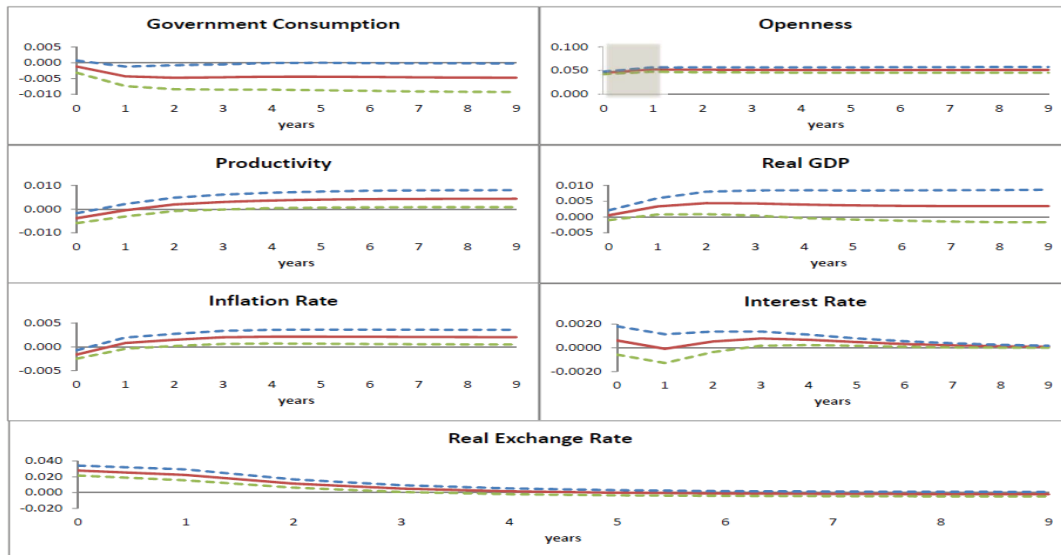 Government Consumption
0.005
0.000
-0.005
-0.010
0 1 2 3 4 5 6 7 8 9
years
Openness
0.100
0.050
0.000
0 1 2 3 4 5 6 7 8 9
years
Productivity
0.010
0.000
-0.010
0 1 2 3 4 5 6 7 8 9
years
Real GDP
0.010
0.005
0.000
-0.005
0 1 2 3 4 5 6 7 8 9
years
Inflation Rate
0.005
0.000
-0.005
0 1 2 3 4 5 6 7 8 9
years
Interest Rate
0.0020
0.0000
-0.0020
0 1 2 3 4 5 6 7 8 9
years
Real Exchange Rate
0.040
0.020
0.000
-0.020
0 1 2 3 4 5 6 7 8 9
years